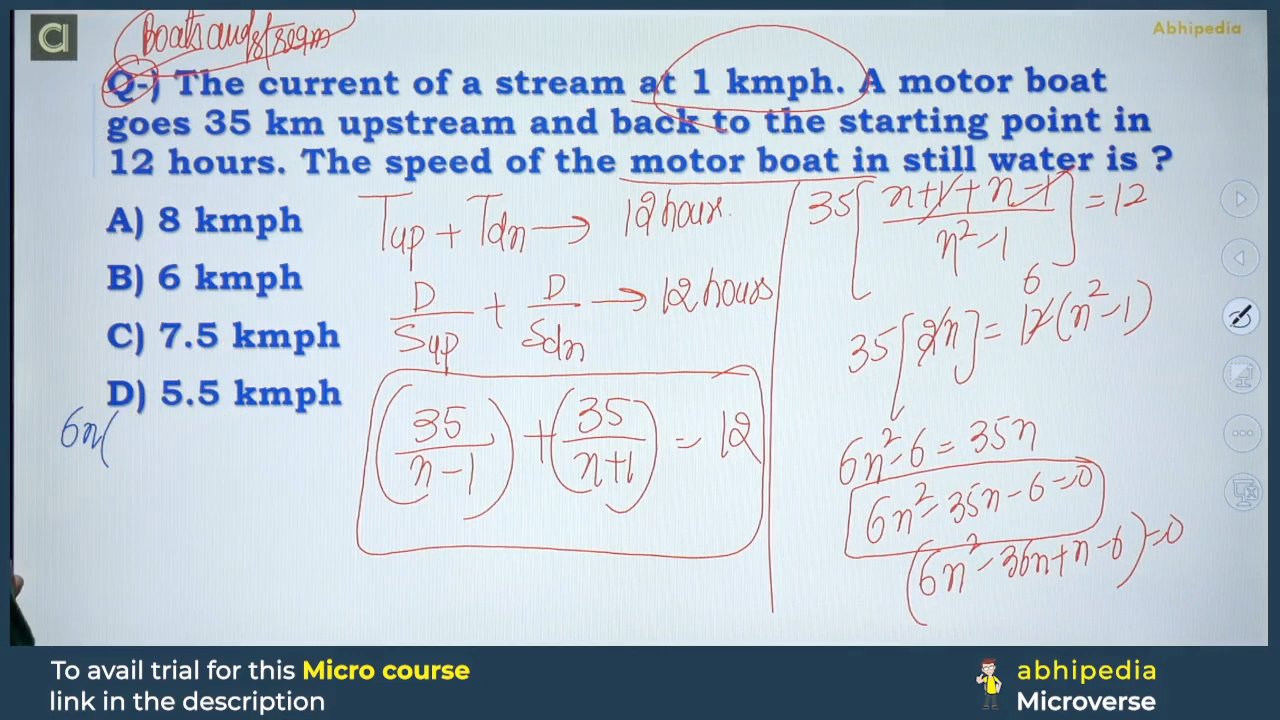 Boats and stream
Abhipedia
Q-) The current of a stream at 1 kmph. A motor boat
goes 35 km upstream and back to the starting point in
12 hours. The speed of the motor boat in still water is ?
A) 8 kmph
B) 6 kmph
C) 7.5 kmph
D) 5.5 kmph
6n(
Tup + Tdn → 12 hours.
D/Sup + D/Sdn → 12 hours
(35/n-1) + (35/n+1) = 12
35[n+1+n-1/n²-1] = 12
6
35[2n] = 12(n²-1)
6n²-6 = 35n
6n²-35n-6=0
(6n²-36n+n-6)=0
To avail trial for this Micro course
link in the description
abhipedia
Microverse